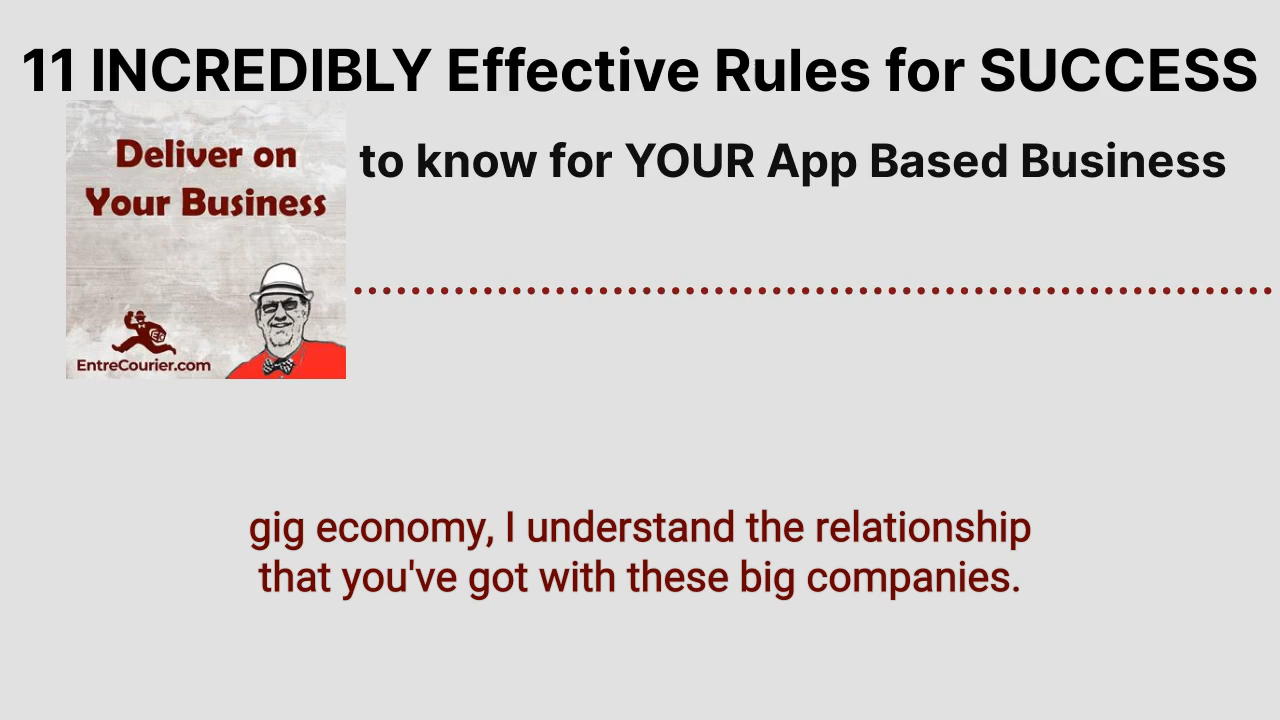 11 INCREDIBLY Effective Rules for SUCCESS
to know for YOUR App Based Business
Deliver on
Your Business
EntreCourier.com
gig economy, I understand the relationship
that you've got with these big companies.